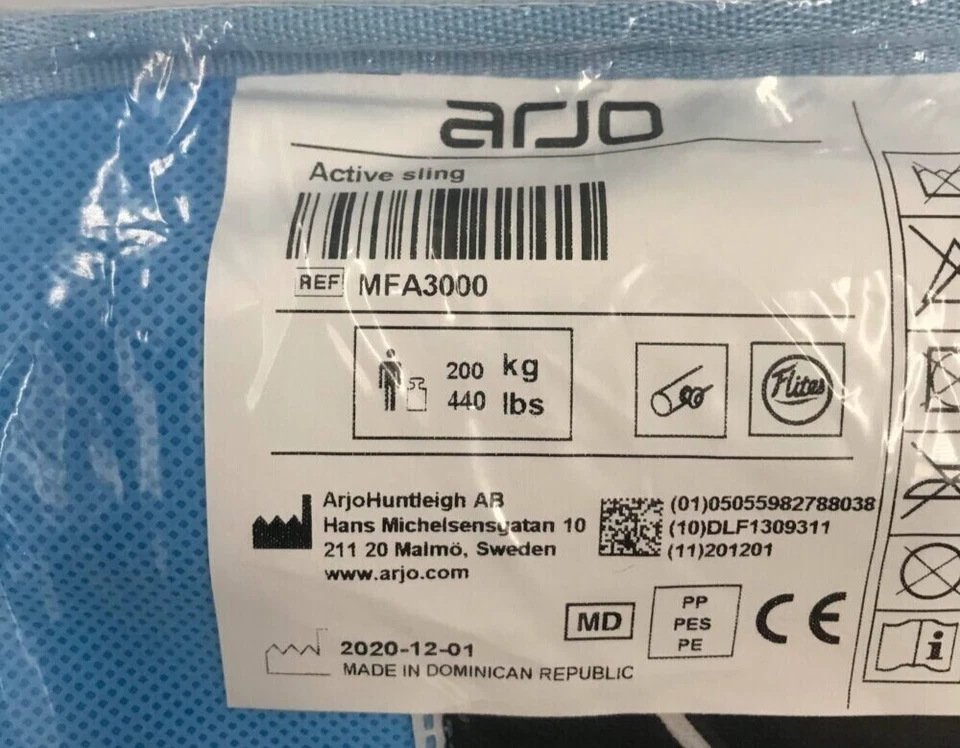 arjo
Active sling
REF MFA3000
200 kg
440 lbs
Flites
ArjoHuntleigh AB
Hans Michelsensgatan 10
211 20 Malmö, Sweden
www.arjo.com
(01)05055982788038
(10)DLF1309311
(11)201201
MD
PP
PES
PE
CE
2020-12-01
MADE IN DOMINICAN REPUBLIC
i